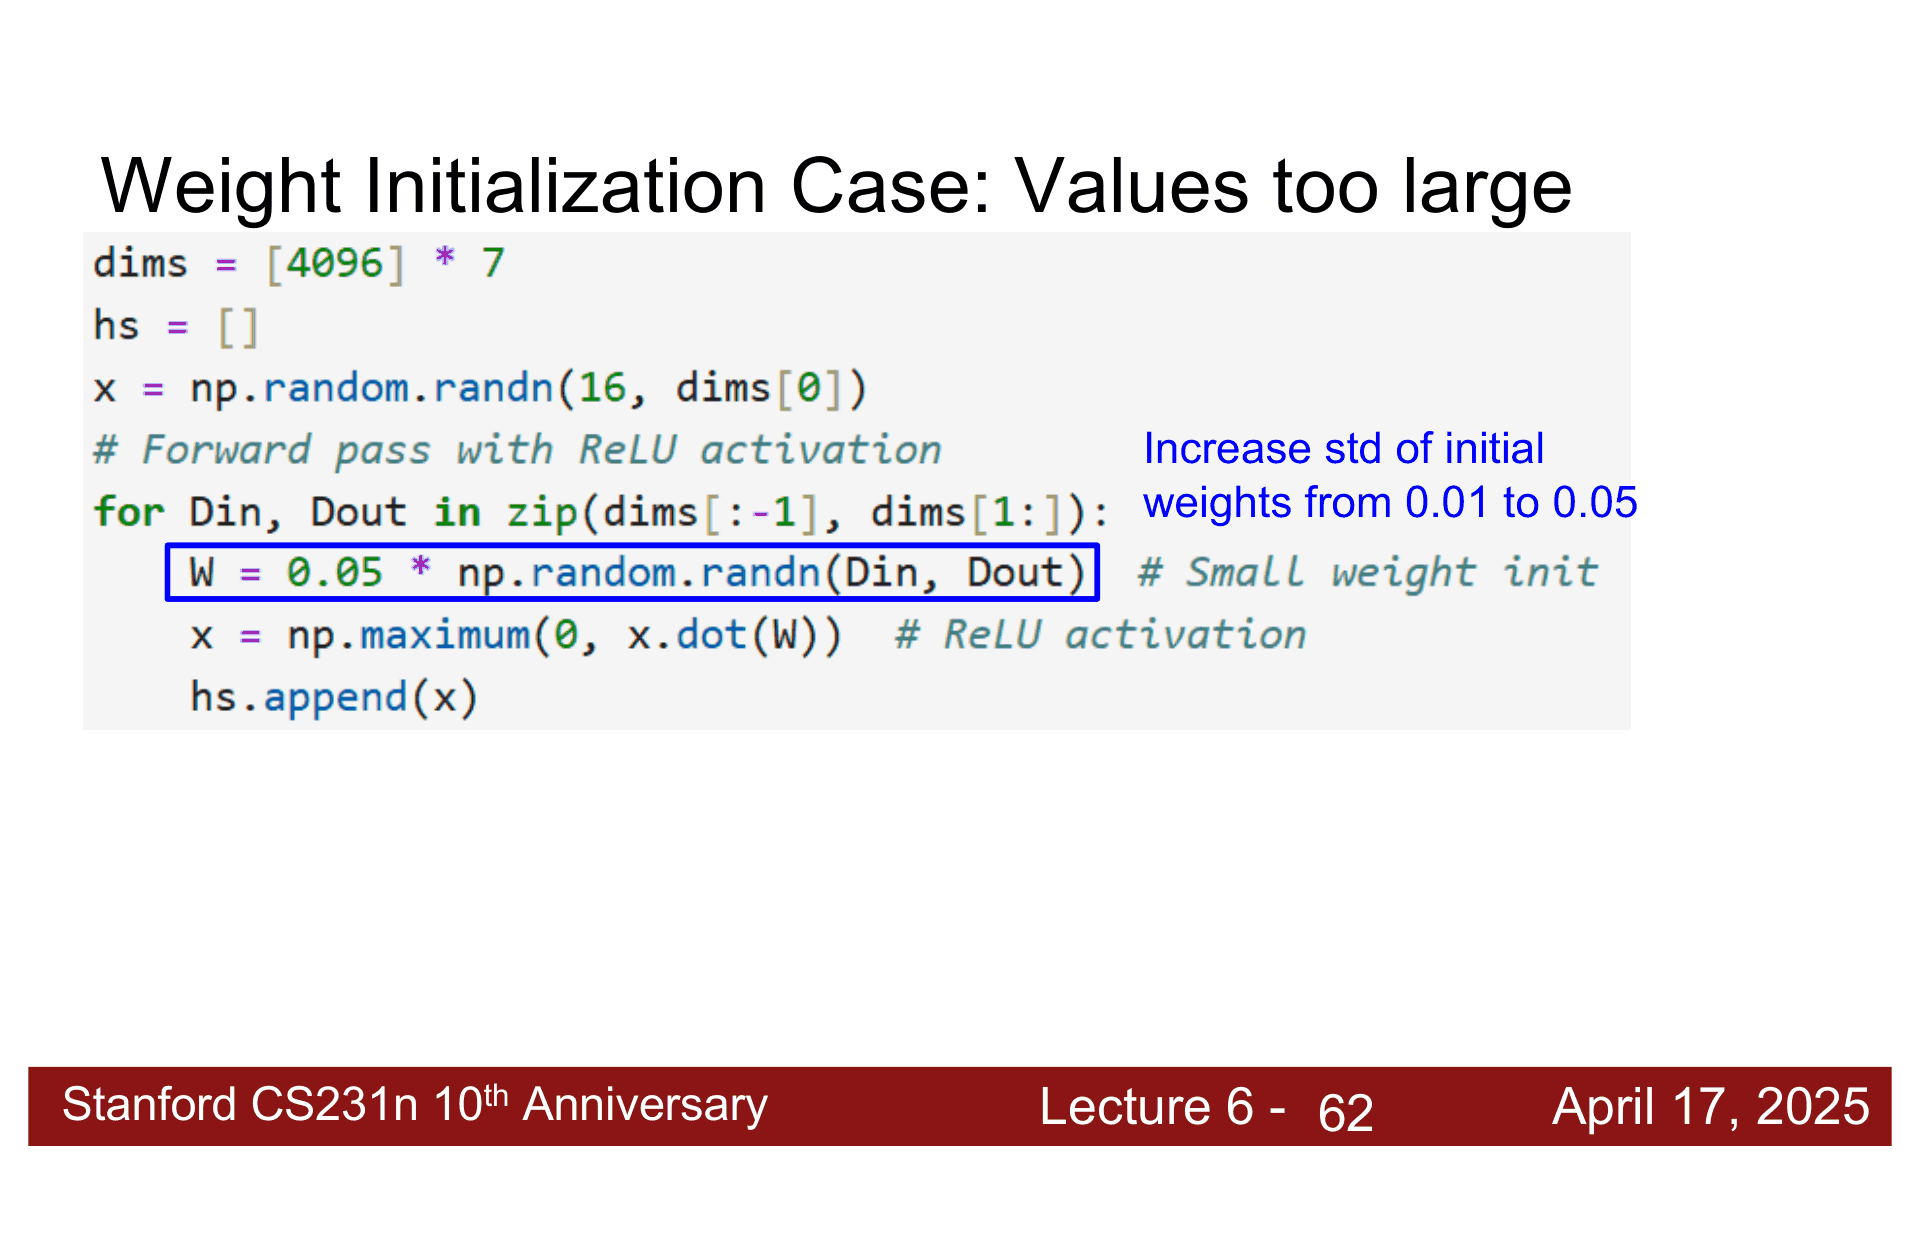 Weight Initialization Case: Values too large
dims = [4096] * 7
hs = []
x = np.random.randn(16, dims[0])
# Forward pass with ReLU activation
for Din, Dout in zip(dims[:-1], dims[1:]):
Increase std of initial
weights from 0.01 to 0.05
W = 0.05 * np.random.randn(Din, Dout) # Small weight init
x = np.maximum(0, x.dot(W)) # ReLU activation
hs.append(x)
Stanford CS231n 10th Anniversary
Lecture 6 - 62
April 17, 2025